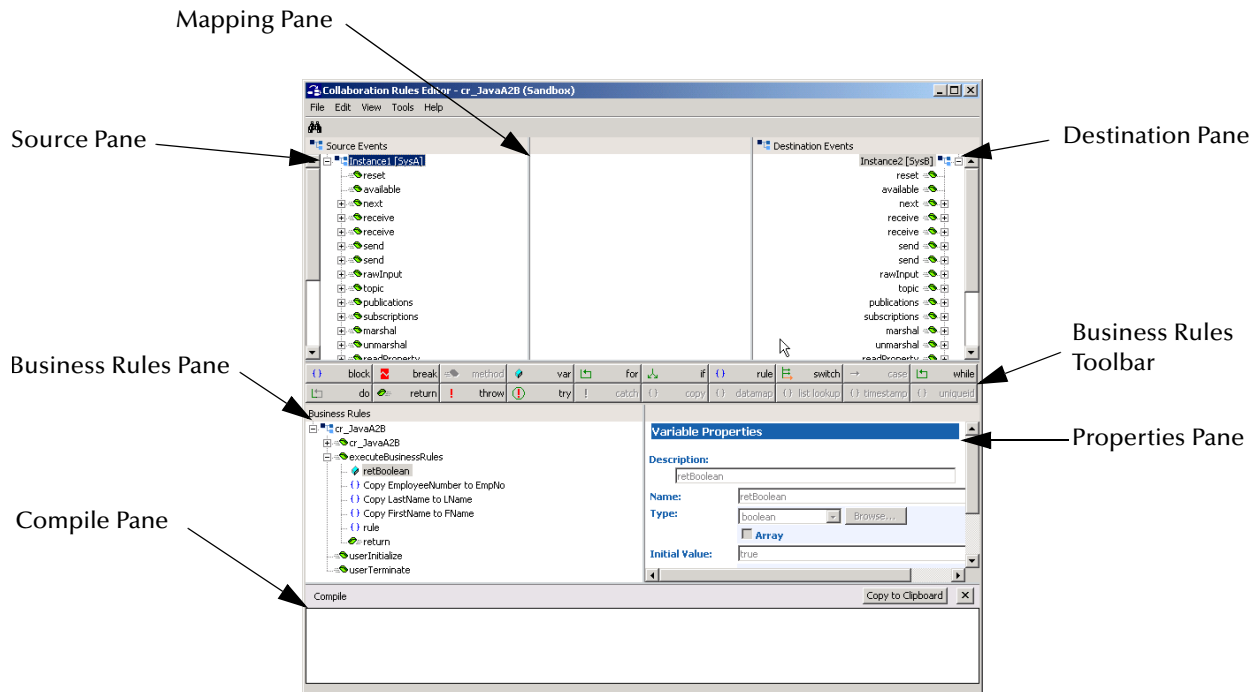 Mapping Pane
Source Pane
Destination Pane
Business Rules Pane
Business Rules
Toolbar
Properties Pane
Compile Pane
Collaboration Rules Editor - cr_JavaA2B (Sandbox)
File Edit View Tools Help
Source Events
Instance1 [SysA]
reset
available
next
receive
receive
send
send
rawInput
topic
publications
subscriptions
marshal
unmarshal
readProperty
Destination Events
Instance2 [SysB]
reset
available
next
receive
receive
send
send
rawInput
topic
publications
subscriptions
marshal
unmarshal
readProperty
block break method var for if rule switch case while
do return throw try catch copy datamap list lookup timestamp uniqueid
Business Rules
cr_JavaA2B
cr_JavaA2B
executeBusinessRules
retBoolean
Copy EmployeeNumber to EmpNo
Copy LastName to LName
Copy FirstName to FName
rule
return
userInitialize
userTerminate
Variable Properties
Description:
retBoolean
Name: retBoolean
Type: boolean Browse...
Array
Initial Value: true
Compile Copy to Clipboard